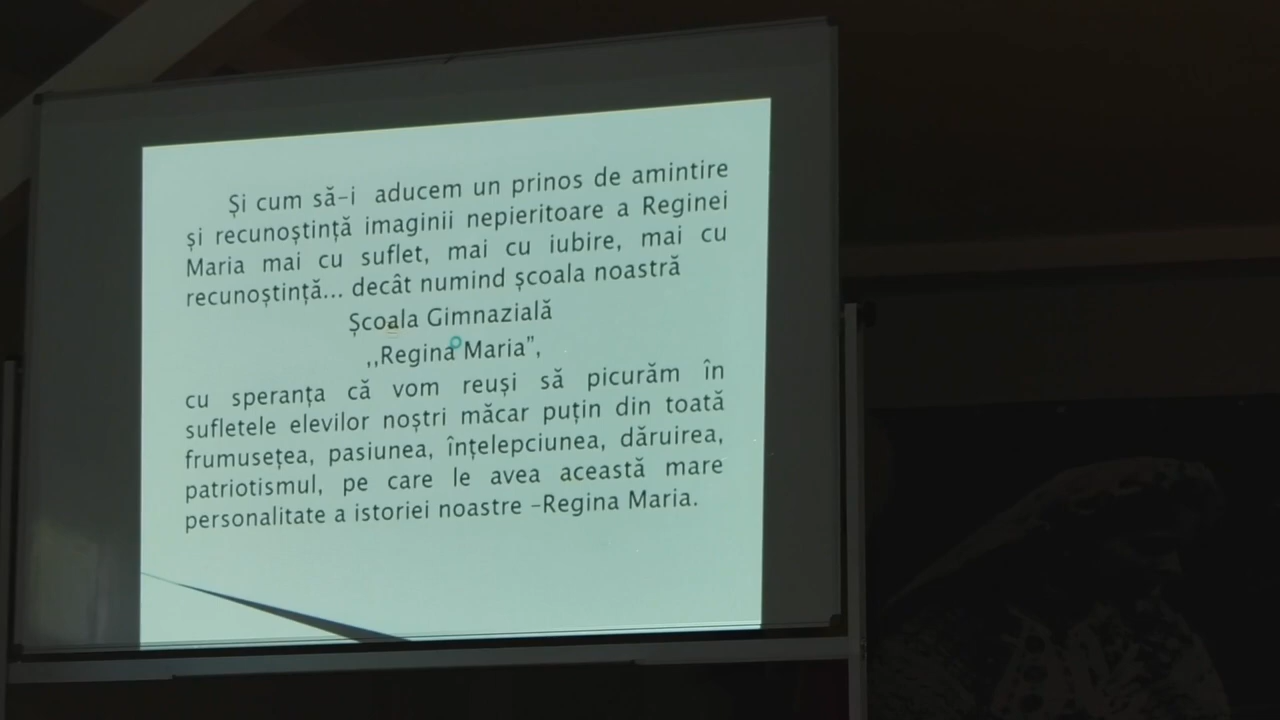 Și cum să-i aducem un prinos de amintire
și recunoștință imaginii nepieritoare a Reginei
Maria mai cu suflet, mai cu iubire, mai cu
recunoștință... decât numind școala noastră
Școala Gimnazială
,,Regina Maria”,
cu speranța că vom reuși să picurăm în
sufletele elevilor noștri măcar puțin din toată
frumusețea, pasiunea, înțelepciunea, dăruirea,
patriotismul, pe care le avea această mare
personalitate a istoriei noastre –Regina Maria.